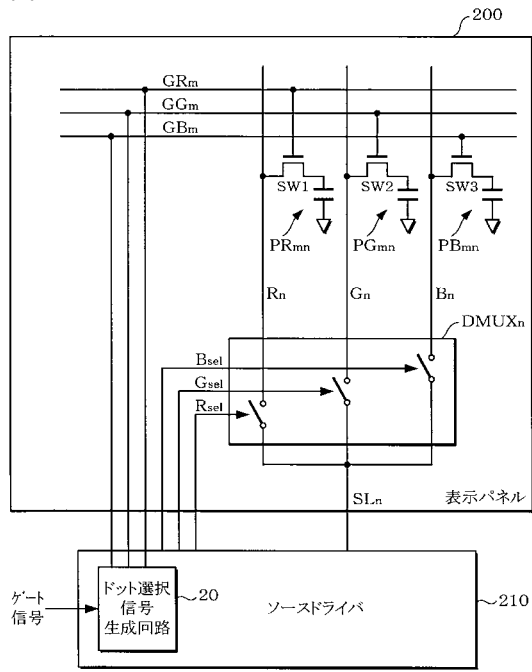 200
GRm
GGm
GBm
SW1
SW2
SW3
PRmn
PGmn
PBmn
Rn
Gn
Bn
DMUXn
Bsel
Gsel
Rsel
SLn
表示パネル
ゲート
信号
ドット選択
信号
生成回路
20
ソースドライバ
210